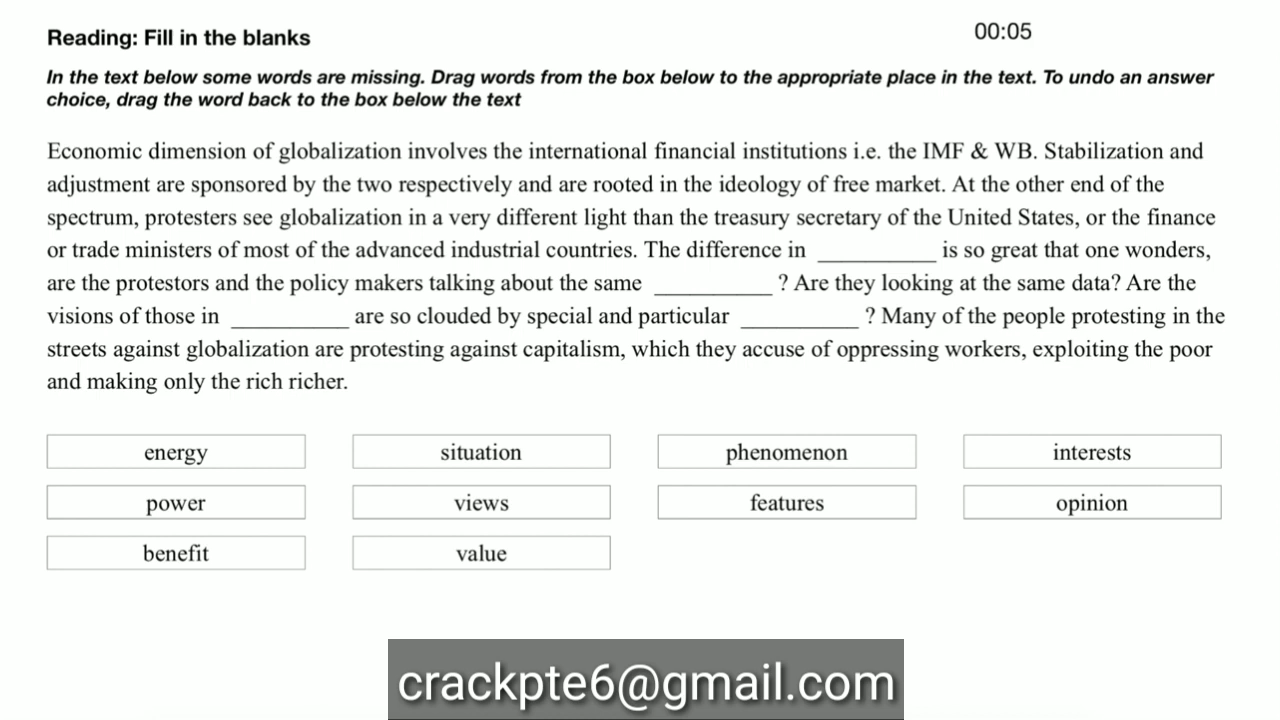 Reading: Fill in the blanks
00:05
In the text below some words are missing. Drag words from the box below to the appropriate place in the text. To undo an answer
choice, drag the word back to the box below the text
Economic dimension of globalization involves the international financial institutions i.e. the IMF & WB. Stabilization and
adjustment are sponsored by the two respectively and are rooted in the ideology of free market. At the other end of the
spectrum, protesters see globalization in a very different light than the treasury secretary of the United States, or the finance
or trade ministers of most of the advanced industrial countries. The difference in __________ is so great that one wonders,
are the protestors and the policy makers talking about the same __________ ? Are they looking at the same data? Are the
visions of those in __________ are so clouded by special and particular __________ ? Many of the people protesting in the
streets against globalization are protesting against capitalism, which they accuse of oppressing workers, exploiting the poor
and making only the rich richer.
energy situation phenomenon interests
power views features opinion
benefit value
crackpte6@gmail.com